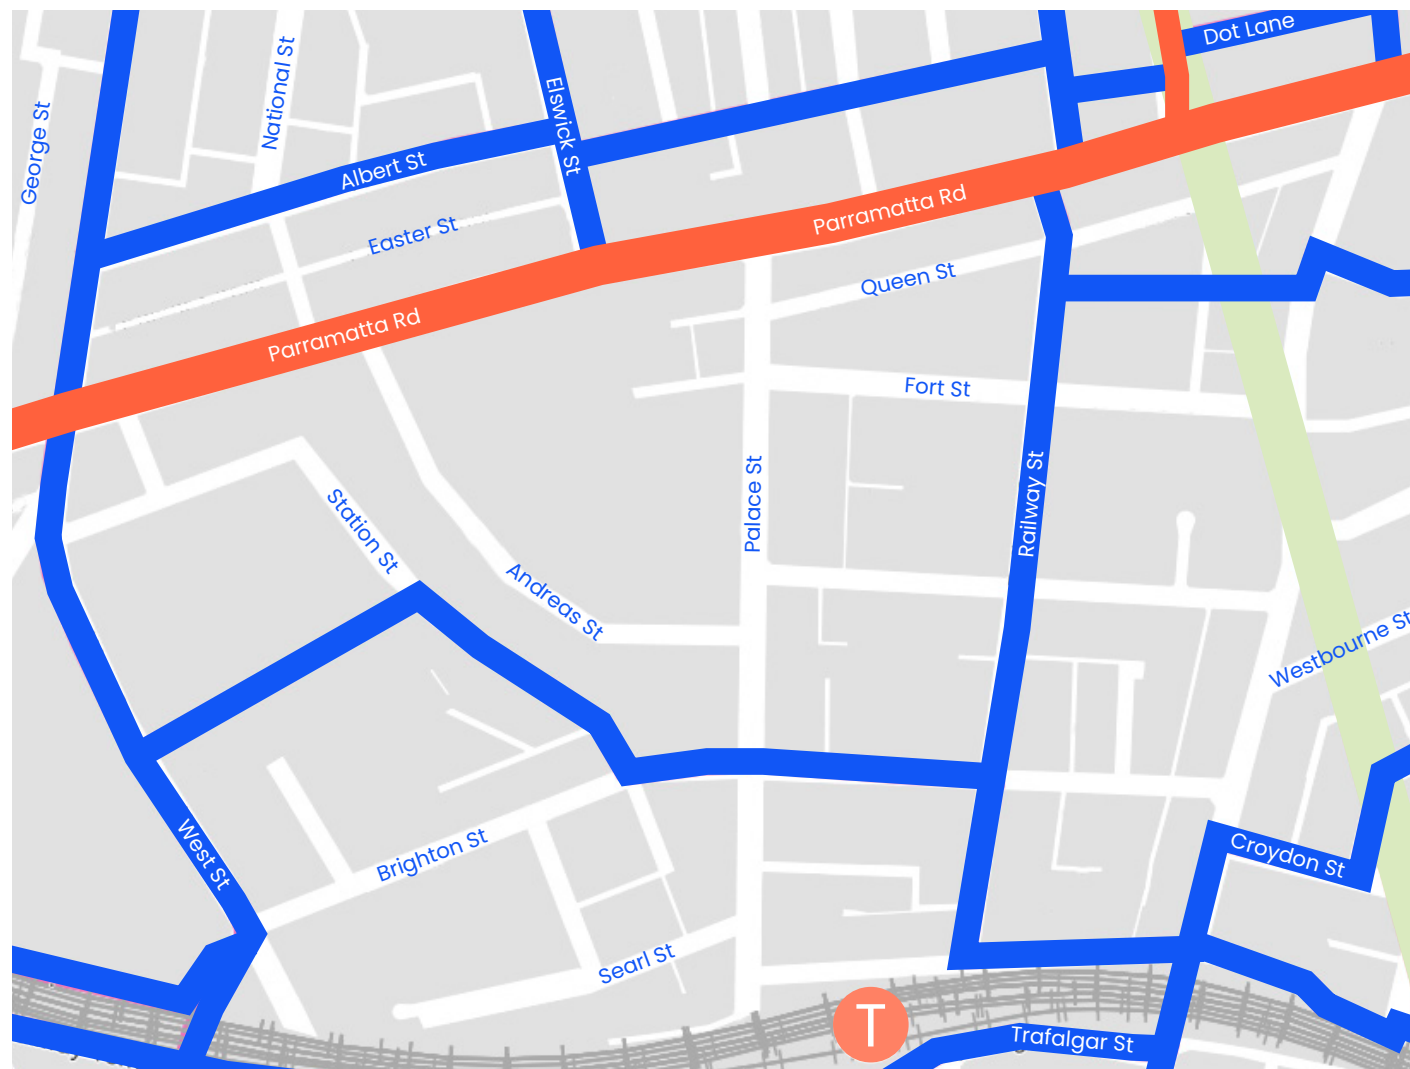 Dot Lane
National St
George St
Elswick St
Albert St
Easter St
Parramatta Rd
Queen St
Parramatta Rd
Fort St
Station St
Palace St
Railway St
Andreas St
Westbourne St
West St
Brighton St
Croydon St
Searl St
T
Trafalgar St